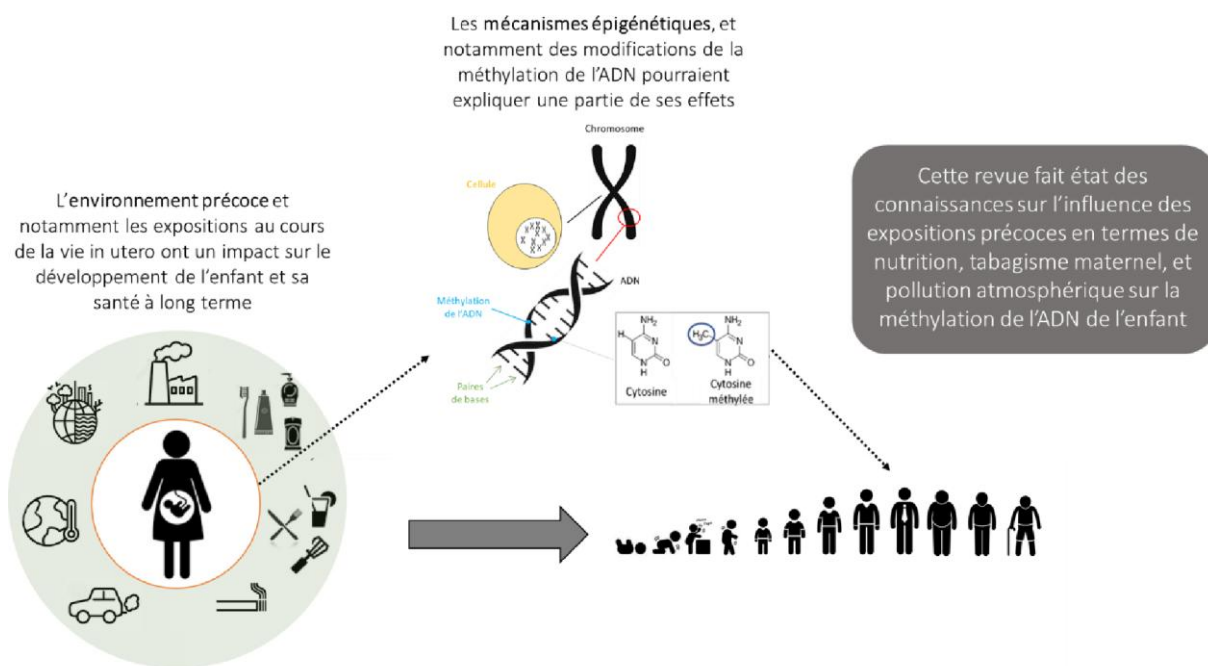 Les mécanismes épigénétiques, et
notamment des modifications de la
méthylation de l'ADN pourraient
expliquer une partie de ses effets
Chromosome
Cellule
ADN
Méthylation
de l'ADN
Paires
de bases
NH₂
H
N
N
H
O
Cytosine
NH₂
H₃C
N
N
H
O
Cytosine
méthylée
L'environnement précoce et
notamment les expositions au cours
de la vie in utero ont un impact sur le
développement de l'enfant et sa
santé à long terme
Cette revue fait état des
connaissances sur l'influence des
expositions précoces en termes de
nutrition, tabagisme maternel, et
pollution atmosphérique sur la
méthylation de l'ADN de l'enfant